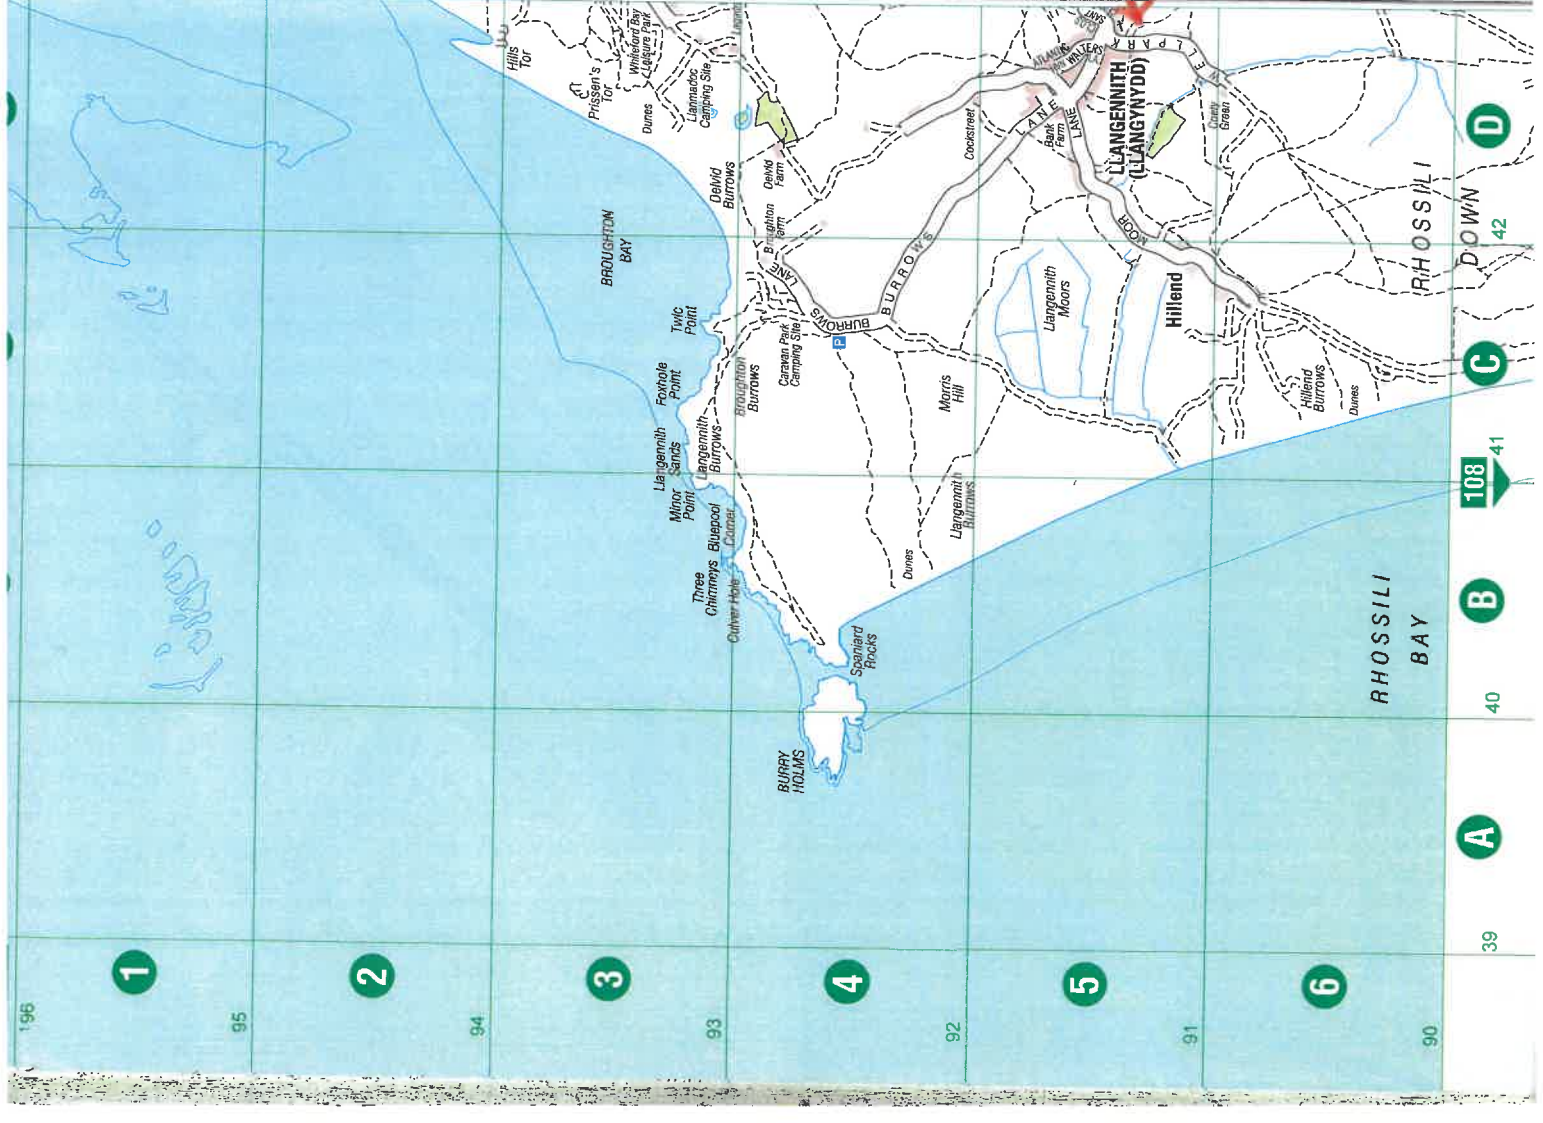 196
95
94
93
92
91
90
1
2
3
4
5
6
A
B
C
D
39
40
41
42
108
Hills
Tor
Prissen's
Tor
Whiteford Bay
Leisure Park
Llanmadoc
Camping Site
Dunes
BROUGHTON
BAY
Delvid
Burrows
Delvid
Farm
Broughton
Farm
Twlc
Point
Foxhole
Point
Llangennith
Sands
Minor
Point
Llangennith
Burrows
Broughton
Burrows
Caravan Park
Camping Site
LANE
BURROWS
BURROWS
LANE
P
Three
Chimneys
Bluepool
Corner
Culver Hole
Spaniard
Rocks
BURRY
HOLMS
Dunes
Llangennith
Burrows
Morris
Hill
Llangennith
Moors
Cockstreet
Bank
Farm
LANE
MOOR
LLANGENNITH
(LLANGYNYDD)
ATLANTIC
WALTERS
Coety
Green
Hillend
Hillend
Burrows
Dunes
RHOSSILI
DOWN
RHOSSILI
BAY